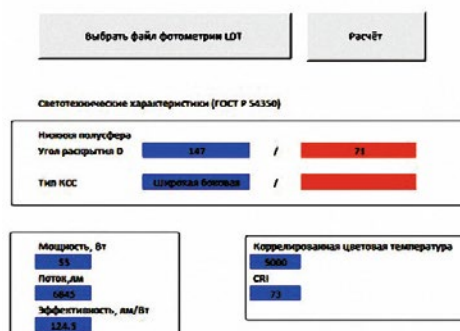 Выбрать файл фотометрии LDT
Расчёт
Светотехнические характеристики (ГОСТ Р 54350)
Нижняя полусфера
Угол раскрытия D 147 / 71
Тип КСС Широкая боковая /
Мощность, Вт
55
Поток,лм
6845
Эффективность, лм/Вт
124.5
Коррелированная цветовая температура
5000
CRI
73